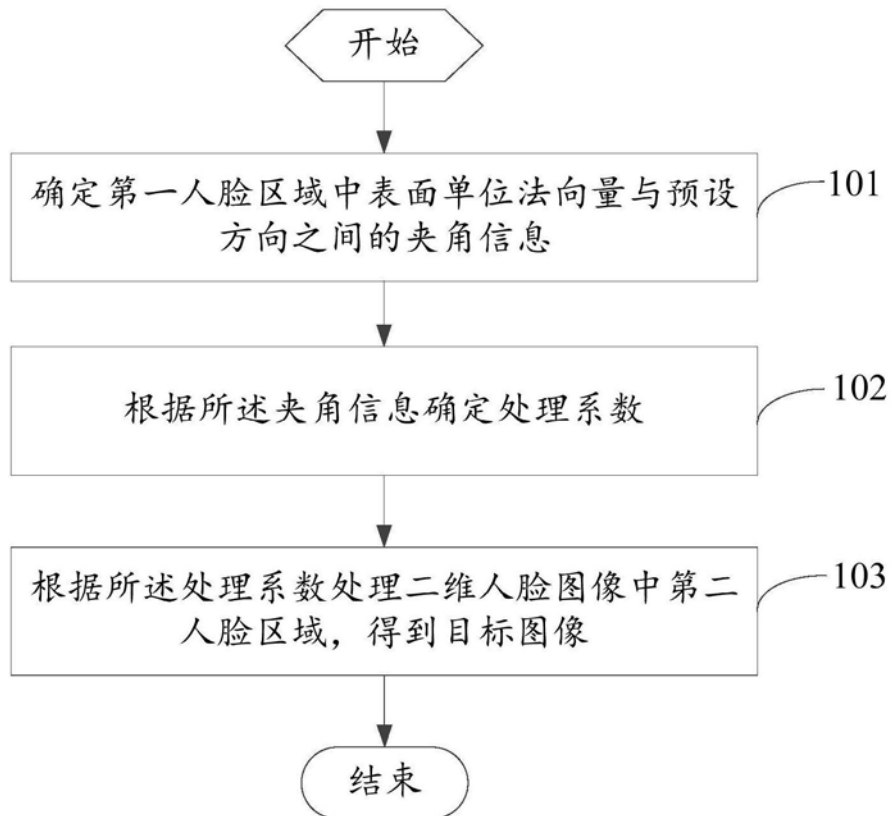 开始
确定第一人脸区域中表面单位法向量与预设
方向之间的夹角信息
101
根据所述夹角信息确定处理系数
102
根据所述处理系数处理二维人脸图像中第二
人脸区域，得到目标图像
103
结束